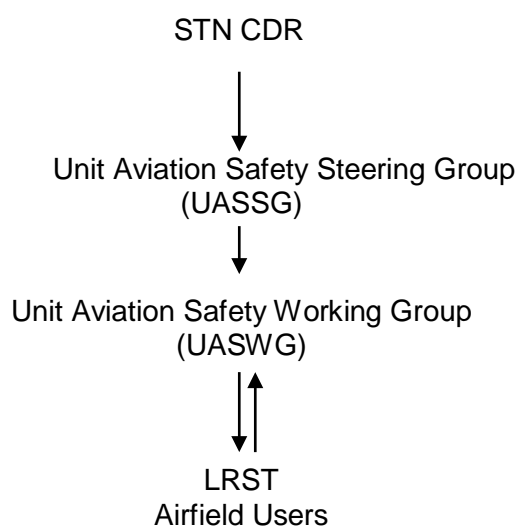 STN CDR
Unit Aviation Safety Steering Group
(UASSG)
Unit Aviation Safety Working Group
(UASWG)
LRST
Airfield Users